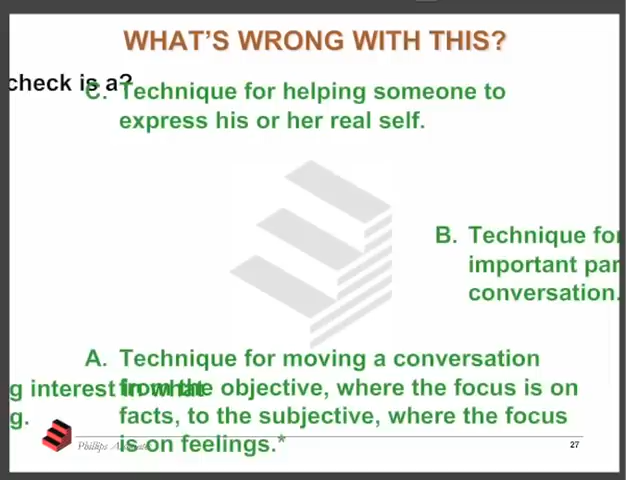 WHAT'S WRONG WITH THIS?
check is a?
C. Technique for helping someone to
express his or her real self.
B. Technique for
important par
conversation.
A. Technique for moving a conversation
from the objective, where the focus is on
facts, to the subjective, where the focus
is on feelings.*
g interest in what
g.
Phillips
27